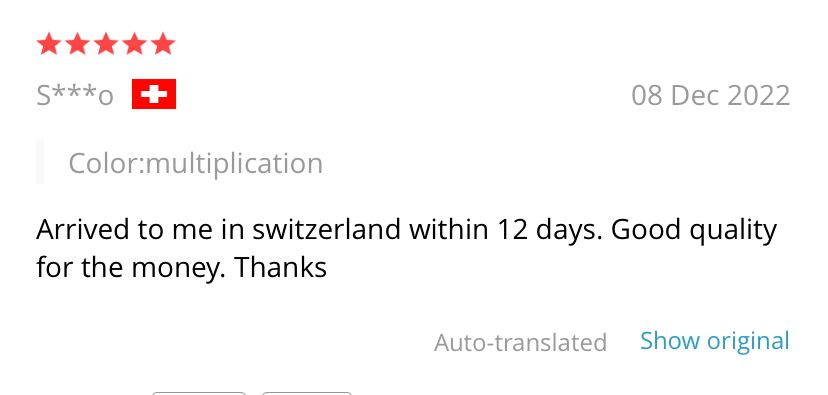 S***o
08 Dec 2022
Color:multiplication
Arrived to me in switzerland within 12 days. Good quality
for the money. Thanks
Auto-translated
Show original